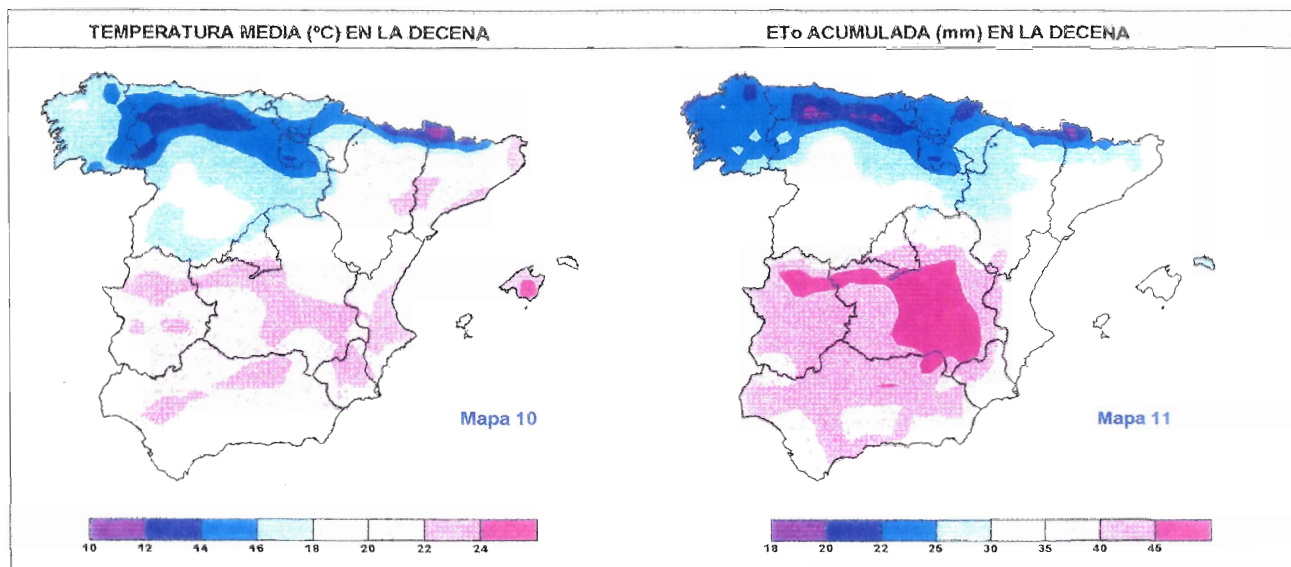 TEMPERATURA MEDIA (ºC) EN LA DECENA
ETo ACUMULADA (mm) EN LA DECENA
Mapa 10
Mapa 11
10 12 14 16 18 20 22 24
18 20 22 25 30 35 40 45